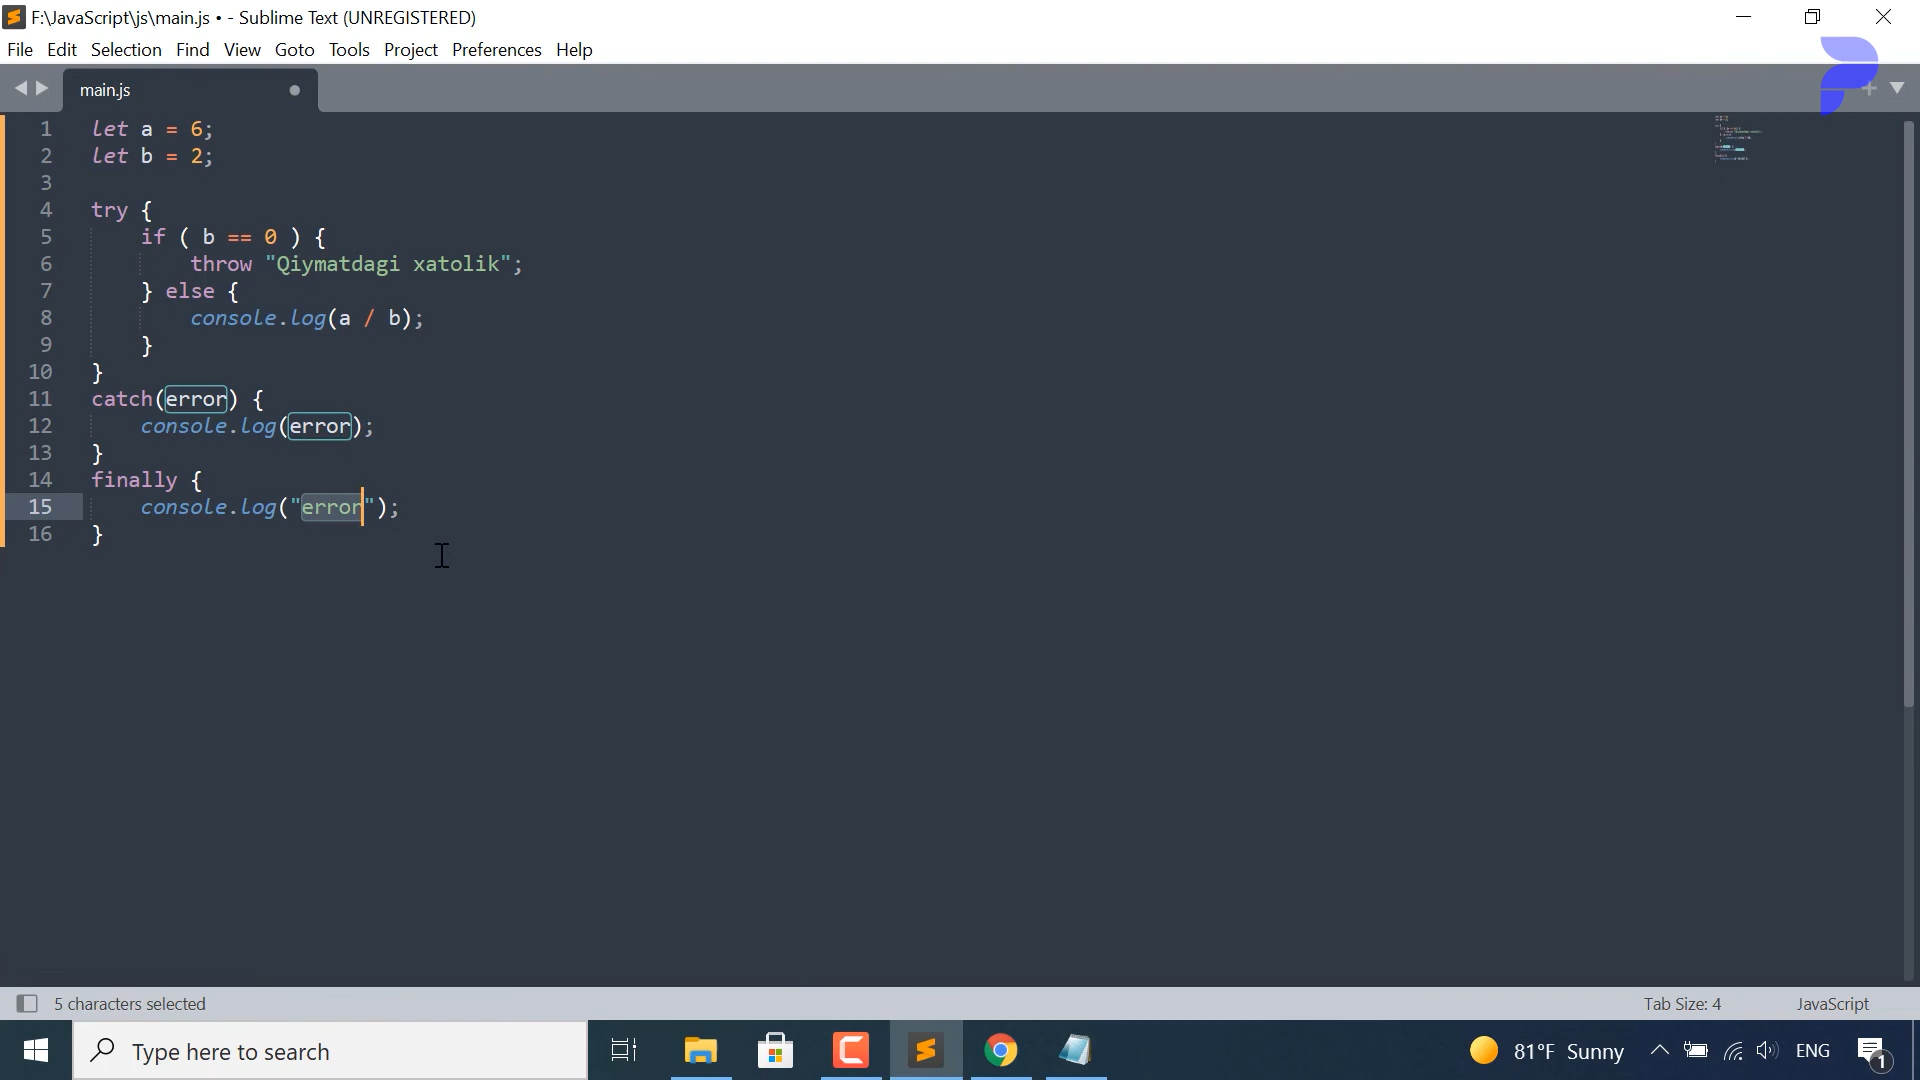 F:\JavaScript\js\main.js • - Sublime Text (UNREGISTERED)
File Edit Selection Find View Goto Tools Project Preferences Help
main.js
1 let a = 6;
2 let b = 2;
3
4 try {
5 if ( b == 0 ) {
6 throw "Qiymatdagi xatolik";
7 } else {
8 console.log(a / b);
9 }
10 }
11 catch(error) {
12 console.log(error);
13 }
14 finally {
15 console.log("error");
16 }
5 characters selected Tab Size: 4 JavaScript
Type here to search 81°F Sunny ENG 1